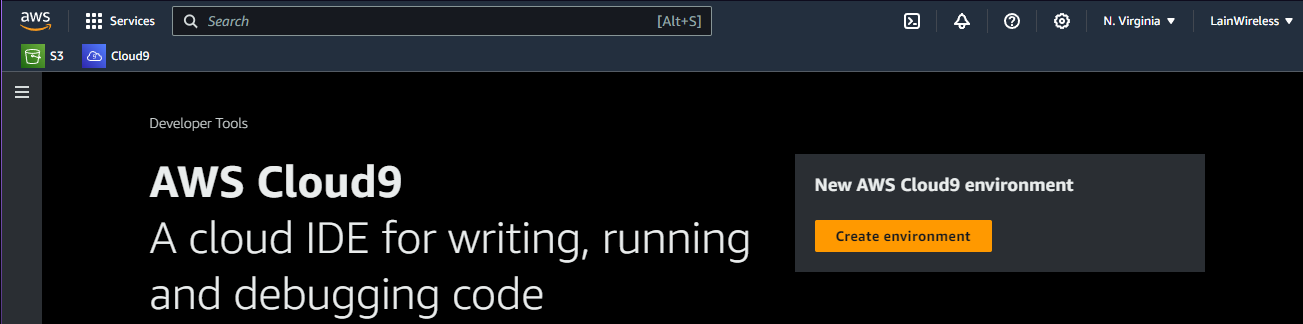 aws Services Search [Alt+S] N. Virginia LainWireless
S3 Cloud9
Developer Tools
AWS Cloud9
A cloud IDE for writing, running
and debugging code
New AWS Cloud9 environment
Create environment